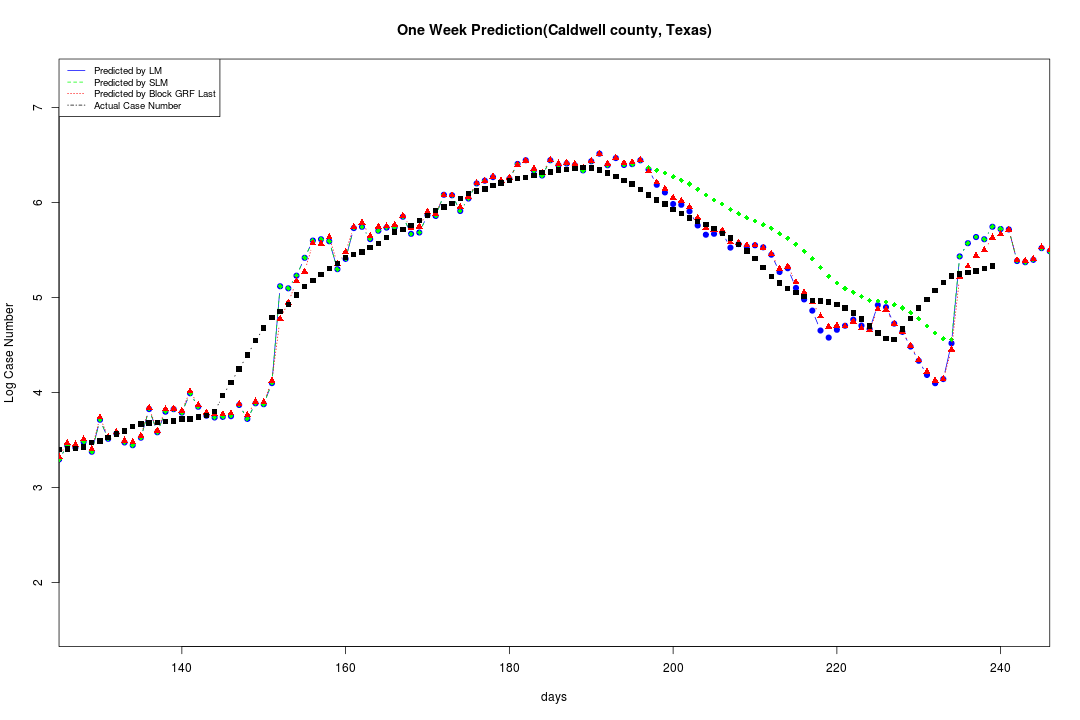 One Week Prediction(Caldwell county, Texas)
Predicted by LM
Predicted by SLM
Predicted by Block GRF Last
Actual Case Number
7
6
5
4
3
2
Log Case Number
140 160 180 200 220 240
days